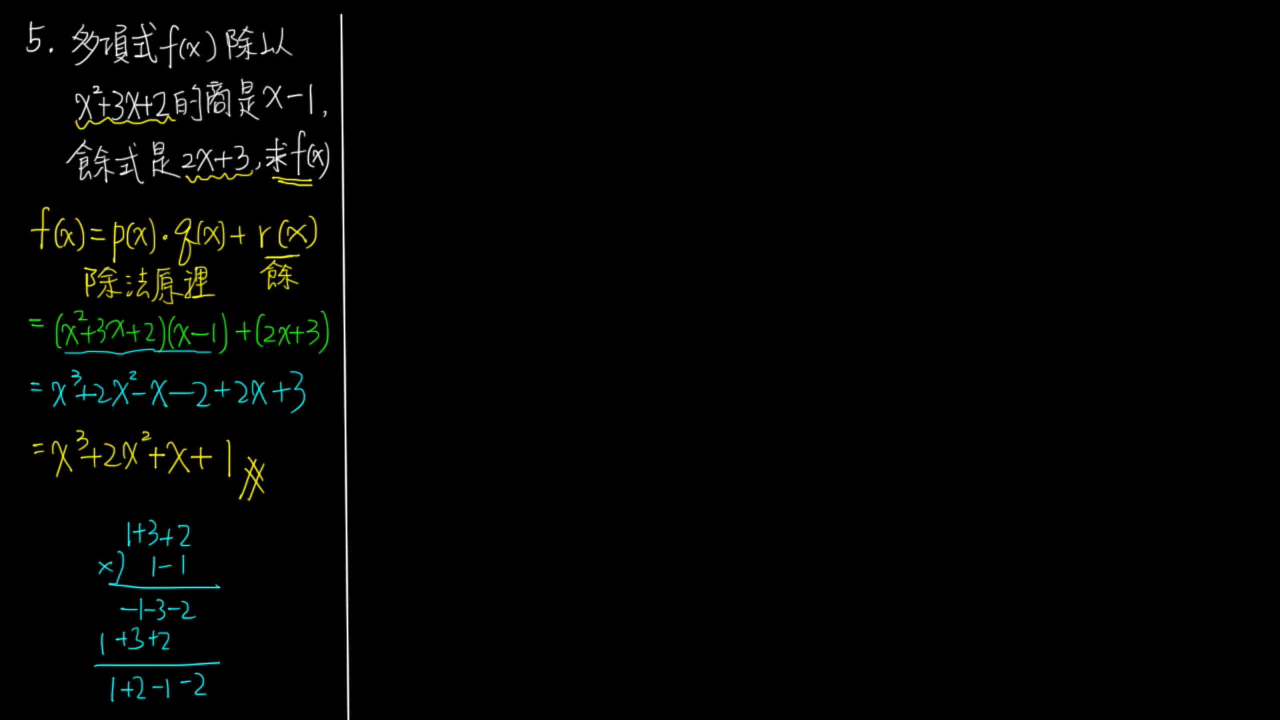 5. 多項式f(x)除以
x²+3x+2的商是x-1,
餘式是2x+3,求f(x)
f(x)=p(x)·q(x)+r(x)
除法原理 餘
=(x²+3x+2)(x-1)+(2x+3)
=x³+2x²-x-2+2x+3
=x³+2x²+x+1
1+3+2
×) 1-1
-1-3-2
1+3+2
1+2-1-2